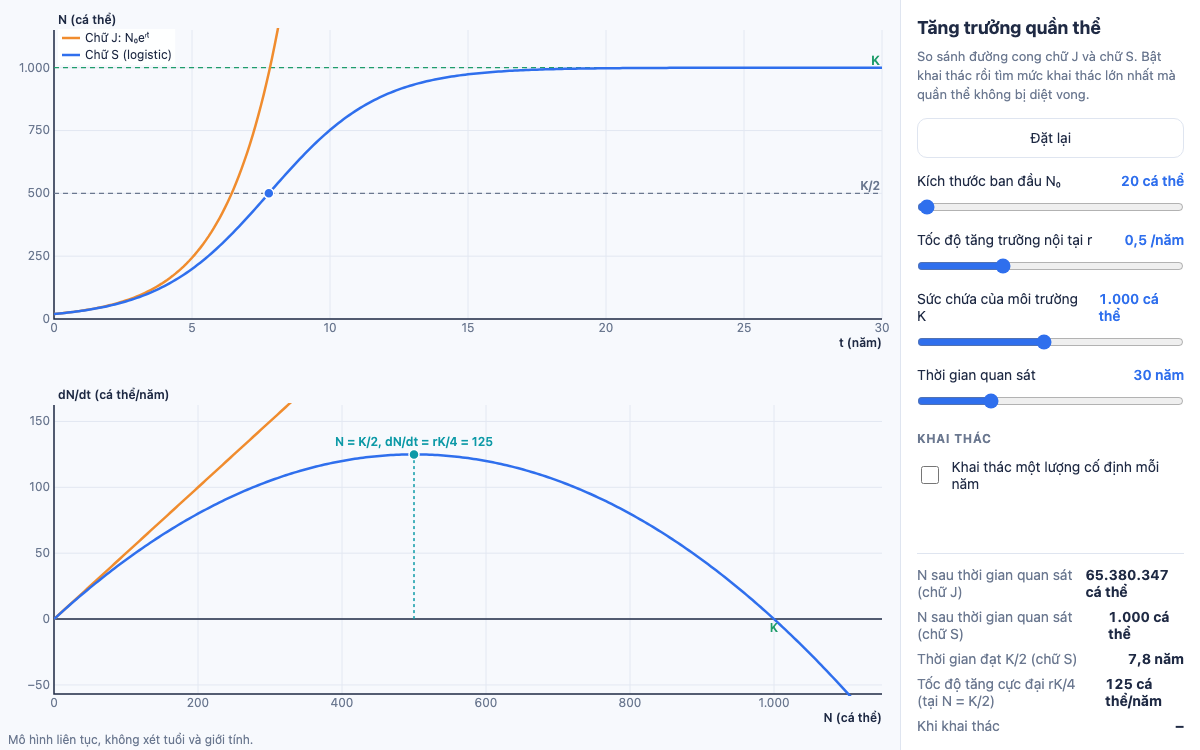 N (cá thể)
Chữ J: N₀eʳᵗ
Chữ S (logistic)
1.000
750
500
250
0
K
K/2
0
5
10
15
20
25
30
t (năm)
dN/dt (cá thể/năm)
150
100
50
0
−50
N = K/2, dN/dt = rK/4 = 125
K
0
200
400
600
800
1.000
N (cá thể)
Mô hình liên tục, không xét tuổi và giới tính.
Tăng trưởng quần thể
So sánh đường cong chữ J và chữ S. Bật
khai thác rồi tìm mức khai thác lớn nhất mà
quần thể không bị diệt vong.
Đặt lại
Kích thước ban đầu N₀ 20 cá thể
Tốc độ tăng trưởng nội tại r 0,5 /năm
Sức chứa của môi trường 1.000 cá
K thể
Thời gian quan sát 30 năm
KHAI THÁC
Khai thác một lượng cố định mỗi
năm
N sau thời gian quan sát 65.380.347
(chữ J) cá thể
N sau thời gian quan sát 1.000 cá
(chữ S) thể
Thời gian đạt K/2 (chữ S) 7,8 năm
Tốc độ tăng cực đại rK/4 125 cá
(tại N = K/2) thể/năm
Khi khai thác –